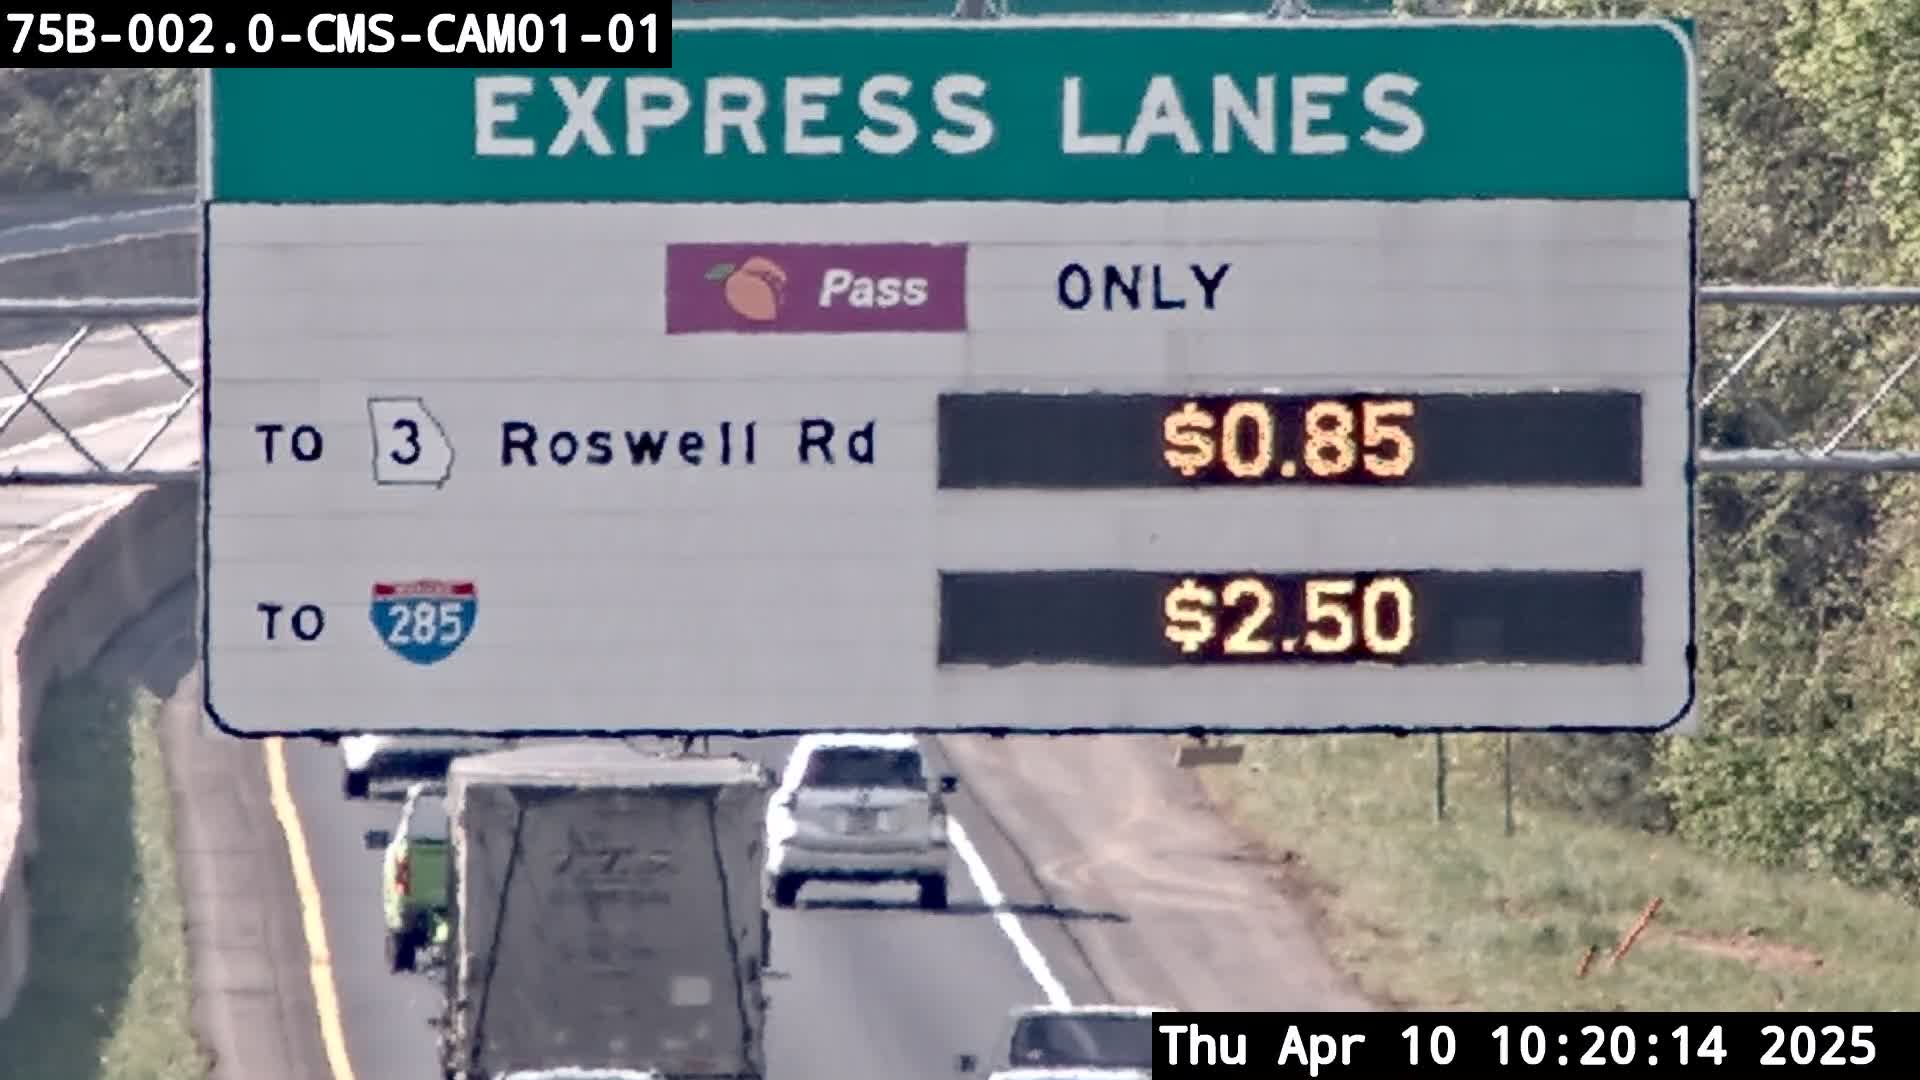 75B-002.0-CMS-CAM01-01
EXPRESS LANES
Pass ONLY
TO 3 Roswell Rd $0.85
TO 285 $2.50
Thu Apr 10 10:20:14 2025